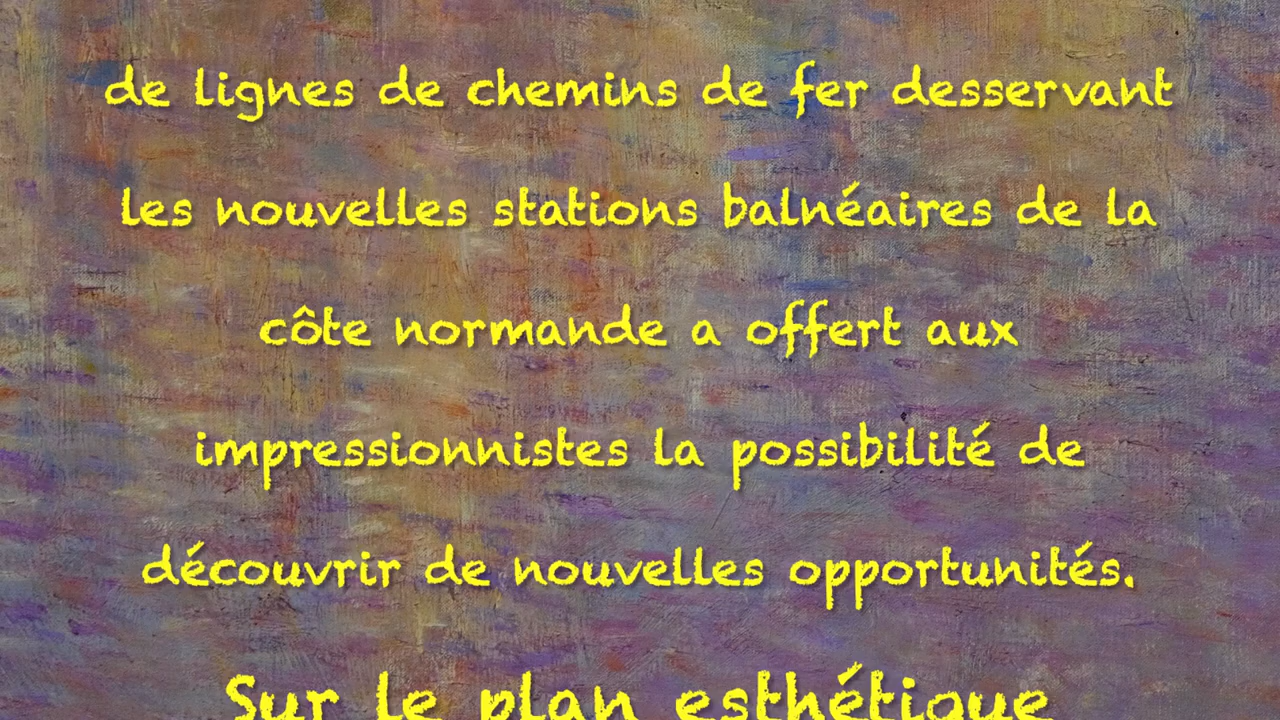 de lignes de chemins de fer desservant
les nouvelles stations balnéaires de la
côte normande a offert aux
impressionnistes la possibilité de
découvrir de nouvelles opportunités.
Sur le plan esthétique